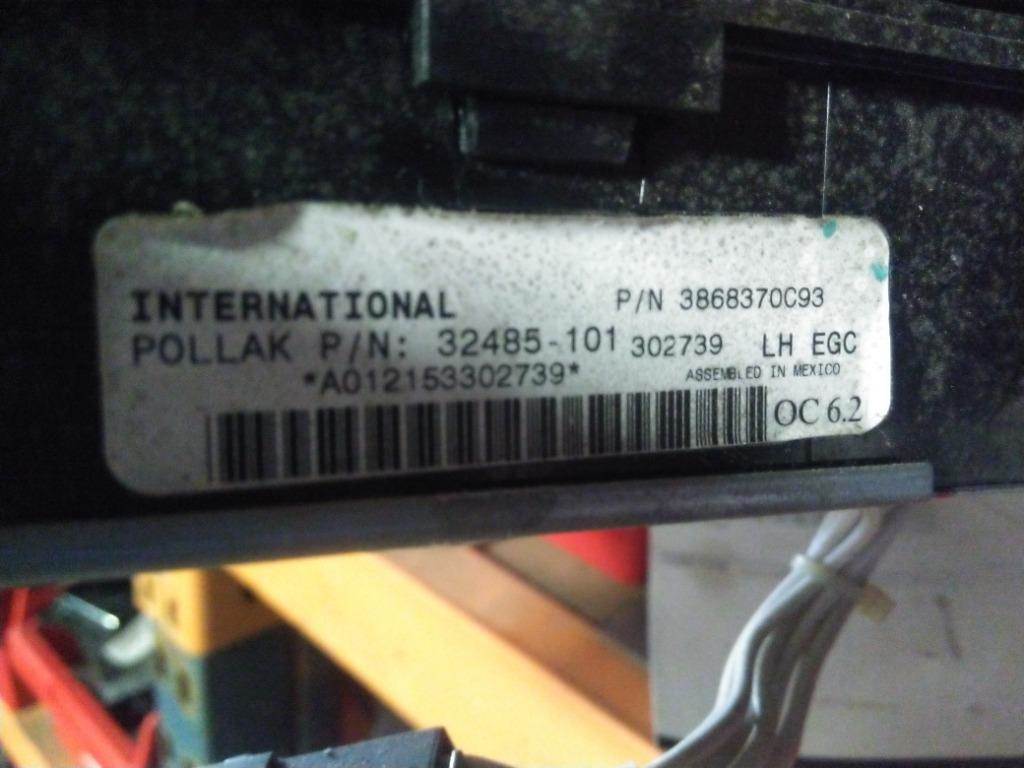 INTERNATIONAL P/N 3868370C93
POLLAK P/N: 32485-101 302739 LH EGC
*A012153302739* ASSEMBLED IN MEXICO
OC 6.2